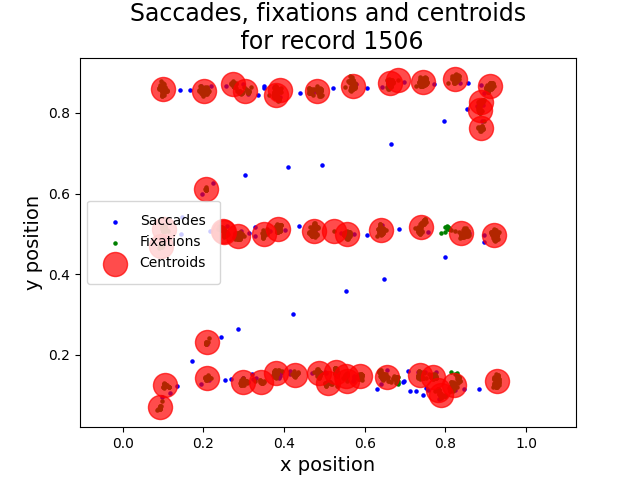 Saccades, fixations and centroids
for record 1506
y position
0.8
0.6
0.4
0.2
Saccades
Fixations
Centroids
0.0
0.2
0.4
0.6
0.8
1.0
x position